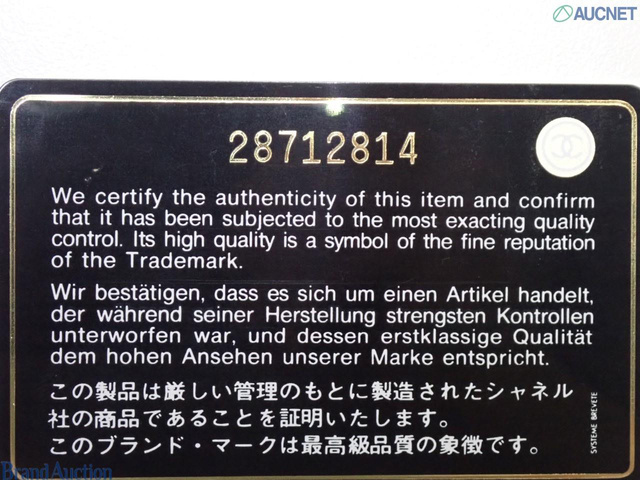 AUCNET
28712814
We certify the authenticity of this item and confirm
that it has been subjected to the most exacting quality
control. Its high quality is a symbol of the fine reputation
of the Trademark.
Wir bestätigen, dass es sich um einen Artikel handelt,
der während seiner Herstellung strengsten Kontrollen
unterworfen war, und dessen erstklassige Qualität
dem hohen Ansehen unserer Marke entspricht.
この製品は厳しい管理のもとに製造されたシャネル
社の商品であることを証明いたします。
このブランド・マークは最高級品質の象徴です。
SYSTEME BREVETE
Brand Auction